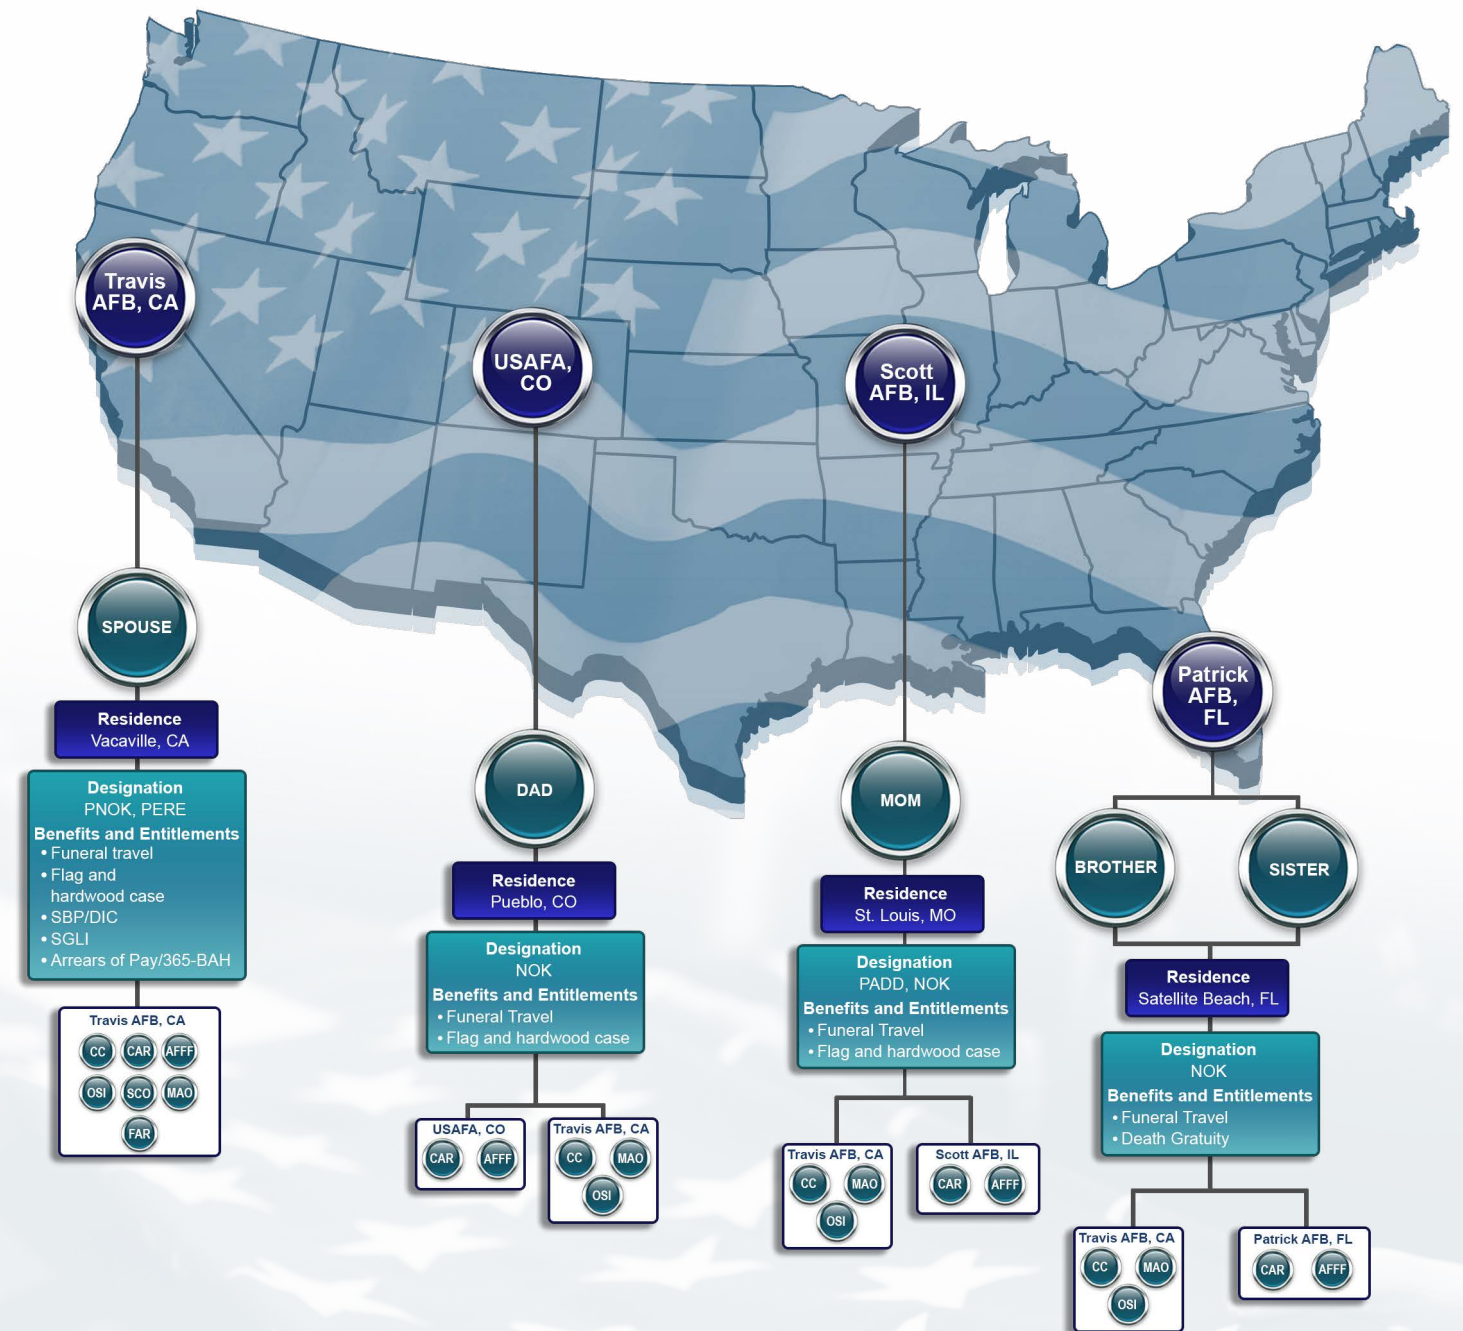 Travis
AFB, CA
USAFA,
CO
Scott
AFB, IL
Patrick
AFB,
FL
SPOUSE
Residence
Vacaville, CA
Designation
PNOK, PERE
Benefits and Entitlements
• Funeral travel
• Flag and
hardwood case
• SBP/DIC
• SGLI
• Arrears of Pay/365-BAH
Travis AFB, CA
CC CAR AFFF
OSI SCO MAO
FAR
DAD
Residence
Pueblo, CO
Designation
NOK
Benefits and Entitlements
• Funeral Travel
• Flag and hardwood case
USAFA, CO
CAR AFFF
Travis AFB, CA
CC MAO
OSI
MOM
Residence
St. Louis, MO
Designation
PADD, NOK
Benefits and Entitlements
• Funeral Travel
• Flag and hardwood case
Travis AFB, CA
CC MAO
OSI
Scott AFB, IL
CAR AFFF
BROTHER
SISTER
Residence
Satellite Beach, FL
Designation
NOK
Benefits and Entitlements
• Funeral Travel
• Death Gratuity
Travis AFB, CA
CC MAO
OSI
Patrick AFB, FL
CAR AFFF